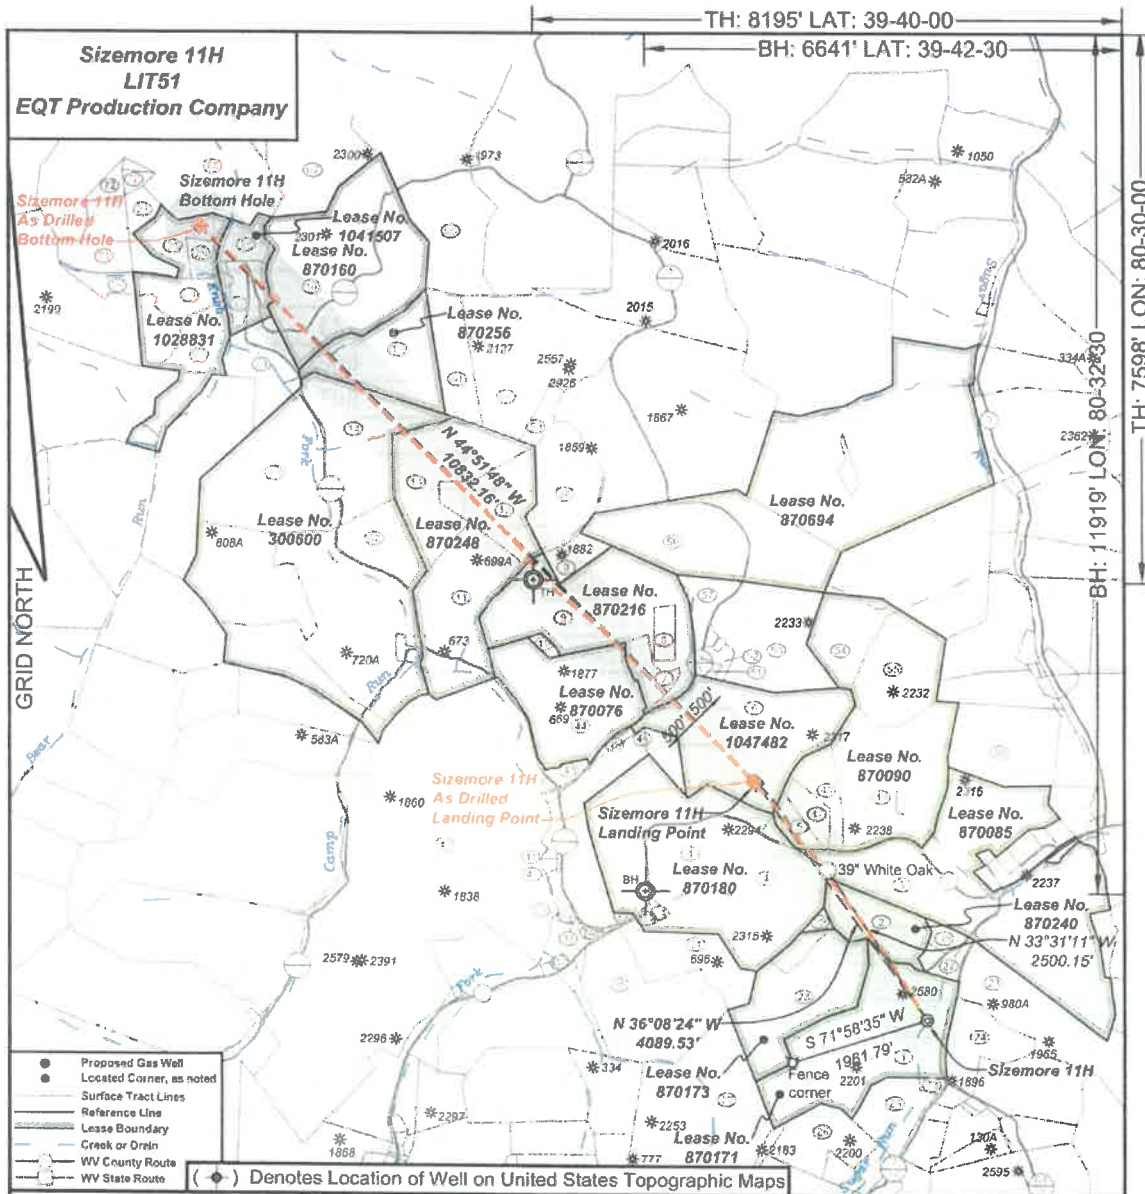 TH: 8195' LAT: 39-40-00
BH: 6641' LAT: 39-42-30
Sizemore 11H
LIT51
EQT Production Company
TH: 7598' LON: 80-30-00
BH: 11919' LON: 80-32-30
GRID NORTH
2300
1973
1050
582A
Sizemore 11H
Bottom Hole
Sizemore 11H
As Drilled
Bottom Hole
2301
Lease No.
1041507
Lease No.
870160
2016
Sugar
2190
Knob
Lease No.
1028831
Lease No.
870256
2127
2015
2557
2926
334A
1867
2362
1869
Fork
N 44°51'48" W
10832.16'
Run
Lease No.
300600
808A
Lease No.
870248
699A
Lease No.
870694
1882
TH
Lease No.
870216
2233
673
720A
Run
1877
Lease No.
870076
669
2232
Bear
583A
500'
Lease No.
1047482
Lease No.
870090
Sizemore 11H
As Drilled
Landing Point
1860
Sizemore 11H
Landing Point
2294
2238
Lease No.
870085
Camp
Lease No.
870180
39" White Oak
BH
1838
2237
Lease No.
870240
N 33°31'11" W
2500.15'
2315
696
2579
2391
Fork
2580
980A
N 36°08'24" W
4089.53'
S 71°58'35" W
1961.79'
2296
334
1965
Lease No.
870173
Fence
corner
2201
Sizemore 11H
1896
2297
2253
Lease No.
870171
2183
2200
Run
130A
2595
1868
777
Proposed Gas Well
Located Corner, as noted
Surface Tract Lines
Reference Line
Lease Boundary
Creek or Drain
WV County Route
WV State Route
( ) Denotes Location of Well on United States Topographic Maps